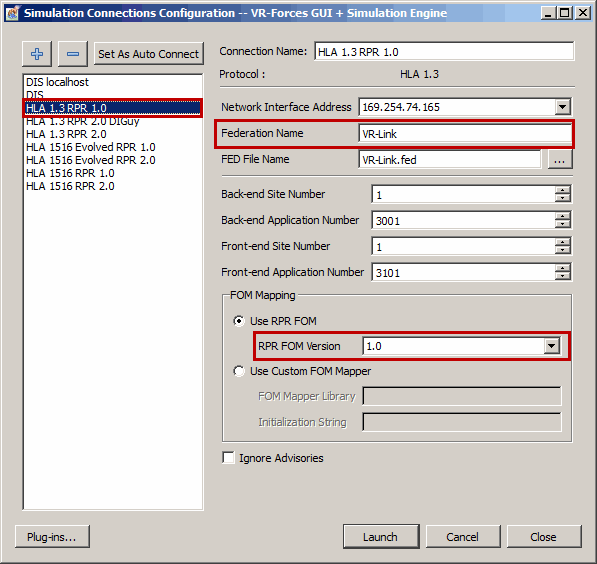 Simulation Connections Configuration -- VR-Forces GUI + Simulation Engine
Set As Auto Connect
DIS localhost
DIS
HLA 1.3 RPR 1.0
HLA 1.3 RPR 2.0 DIGuy
HLA 1.3 RPR 2.0
HLA 1516 Evolved RPR 1.0
HLA 1516 Evolved RPR 2.0
HLA 1516 RPR 1.0
HLA 1516 RPR 2.0
Connection Name: HLA 1.3 RPR 1.0
Protocol : HLA 1.3
Network Interface Address 169.254.74.165
Federation Name VR-Link
FED File Name VR-Link.fed ...
Back-end Site Number 1
Back-end Application Number 3001
Front-end Site Number 1
Front-end Application Number 3101
FOM Mapping
Use RPR FOM
RPR FOM Version 1.0
Use Custom FOM Mapper
FOM Mapper Library
Initialization String
Ignore Advisories
Plug-ins... Launch Cancel Close